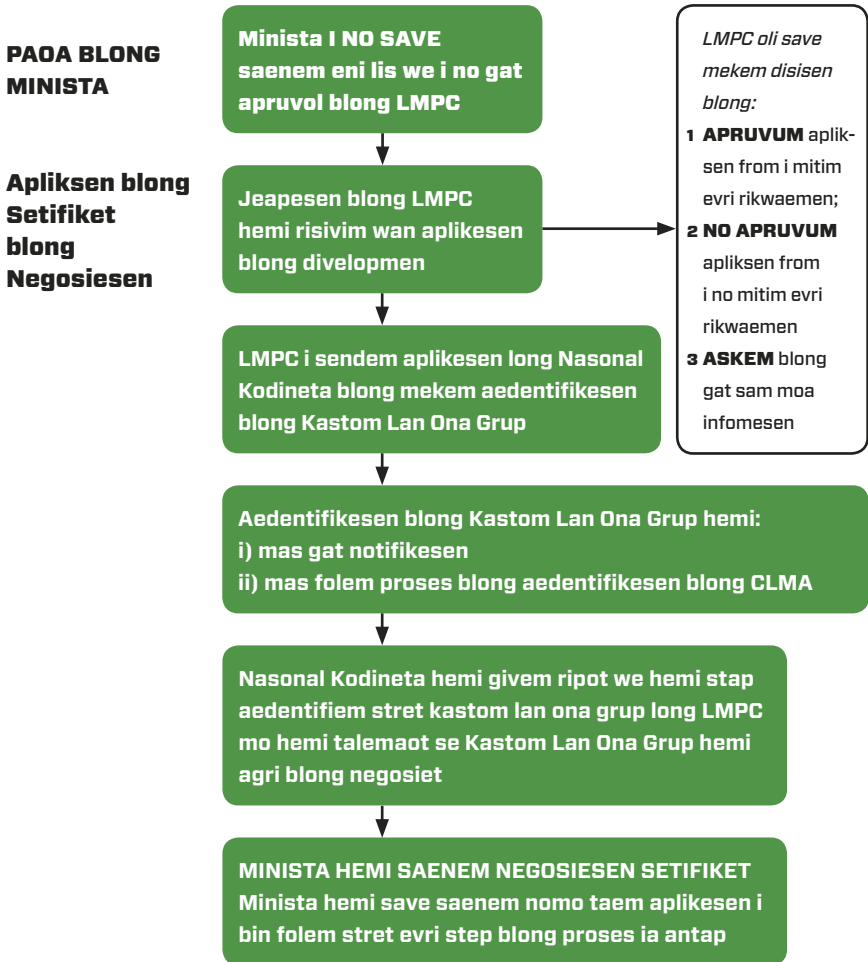 PAOA BLONG
MINISTA
Minista I NO SAVE
saenem eni lis we i no gat
apruvol blong LMPC
Apliksen blong
Setifiket
blong
Negosiesen
Jeapesen blong LMPC
hemi risivim wan aplikesen
blong divelopmen
LMPC oli save
mekem disisen
blong:
1 APRUVUM aplik-
sen from i mitim
evri rikwaemen;
2 NO APRUVUM
apliksen from
i no mitim evri
rikwaemen
3 ASKEM blong
gat sam moa
infomesen
LMPC i sendem aplikesen long Nasonal
Kodineta blong mekem aedentifikesen
blong Kastom Lan Ona Grup
Aedentifikesen blong Kastom Lan Ona Grup hemi:
i) mas gat notifikesen
ii) mas folem proses blong aedentifikesen blong CLMA
Nasonal Kodineta hemi givem ripot we hemi stap
aedentifiem stret kastom lan ona grup long LMPC
mo hemi talemaot se Kastom Lan Ona Grup hemi
agri blong negosiet
MINISTA HEMI SAENEM NEGOSIESEN SETIFIKET
Minista hemi save saenem nomo taem aplikesen i
bin folem stret evri step blong proses ia antap